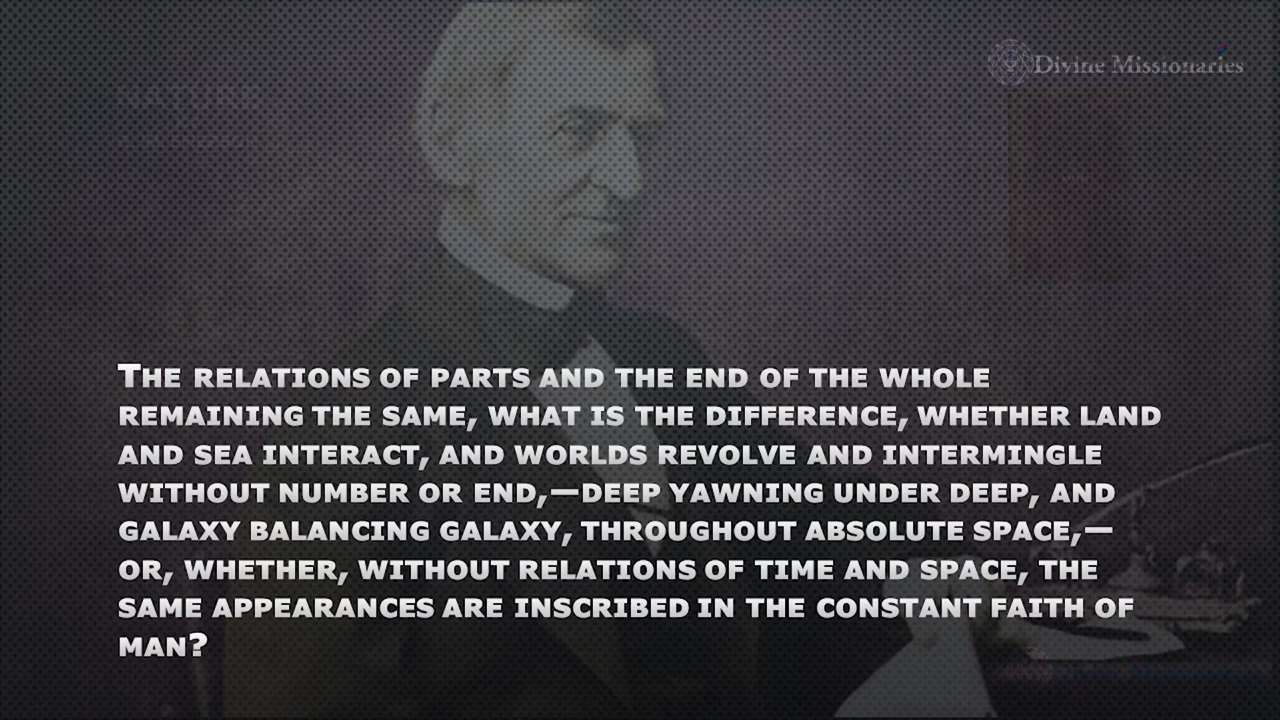 Divine Missionaries
THE RELATIONS OF PARTS AND THE END OF THE WHOLE
REMAINING THE SAME, WHAT IS THE DIFFERENCE, WHETHER LAND
AND SEA INTERACT, AND WORLDS REVOLVE AND INTERMINGLE
WITHOUT NUMBER OR END,—DEEP YAWNING UNDER DEEP, AND
GALAXY BALANCING GALAXY, THROUGHOUT ABSOLUTE SPACE,—
OR, WHETHER, WITHOUT RELATIONS OF TIME AND SPACE, THE
SAME APPEARANCES ARE INSCRIBED IN THE CONSTANT FAITH OF
MAN?